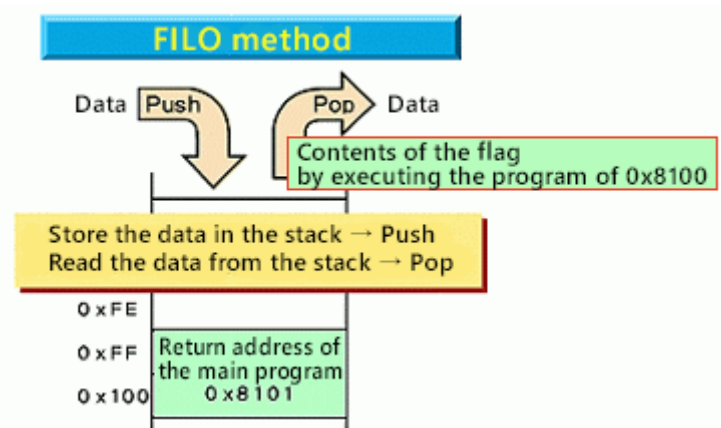 FILO method
Data Push Pop Data
Contents of the flag
by executing the program of 0x8100
Store the data in the stack → Push
Read the data from the stack → Pop
0xFE
0xFF
0x100
Return address of
the main program
0x8101